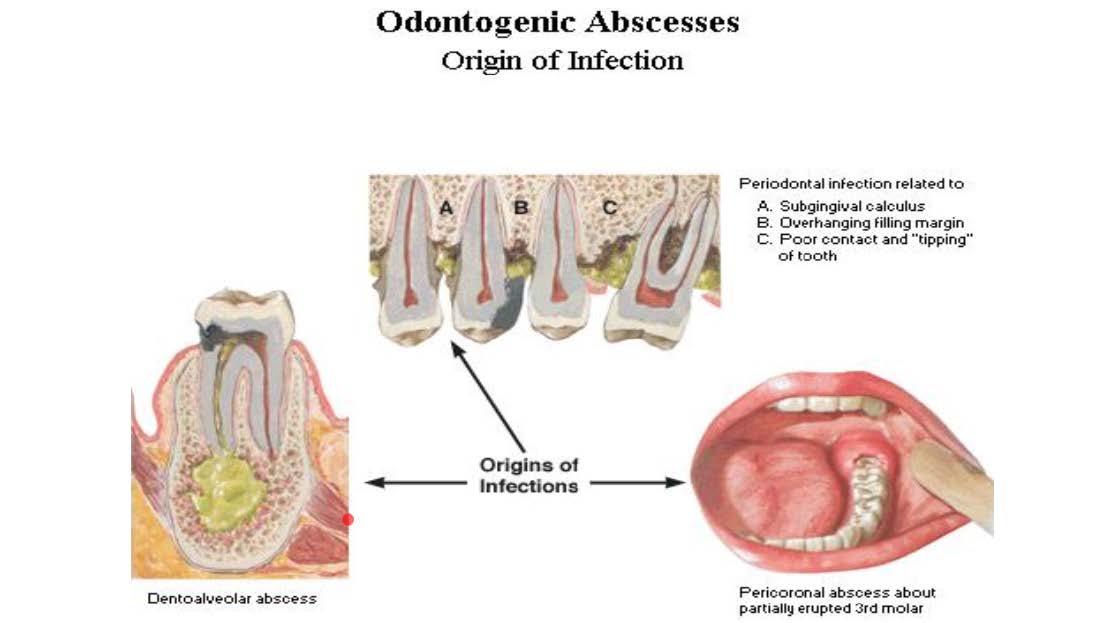 Odontogenic Abscesses
Origin of Infection
Periodontal infection related to
A. Subgingival calculus
B. Overhanging filling margin
C. Poor contact and "tipping"
of tooth
A B C
Origins of
Infections
Dentoalveolar abscess
Pericoronal abscess about
partially erupted 3rd molar